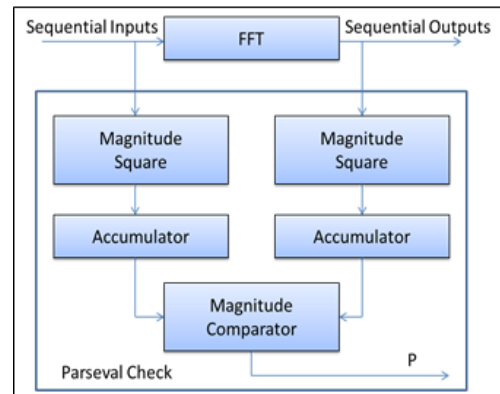 Sequential Inputs
FFT
Sequential Outputs
Magnitude
Square
Magnitude
Square
Accumulator
Accumulator
Magnitude
Comparator
Parseval Check
P